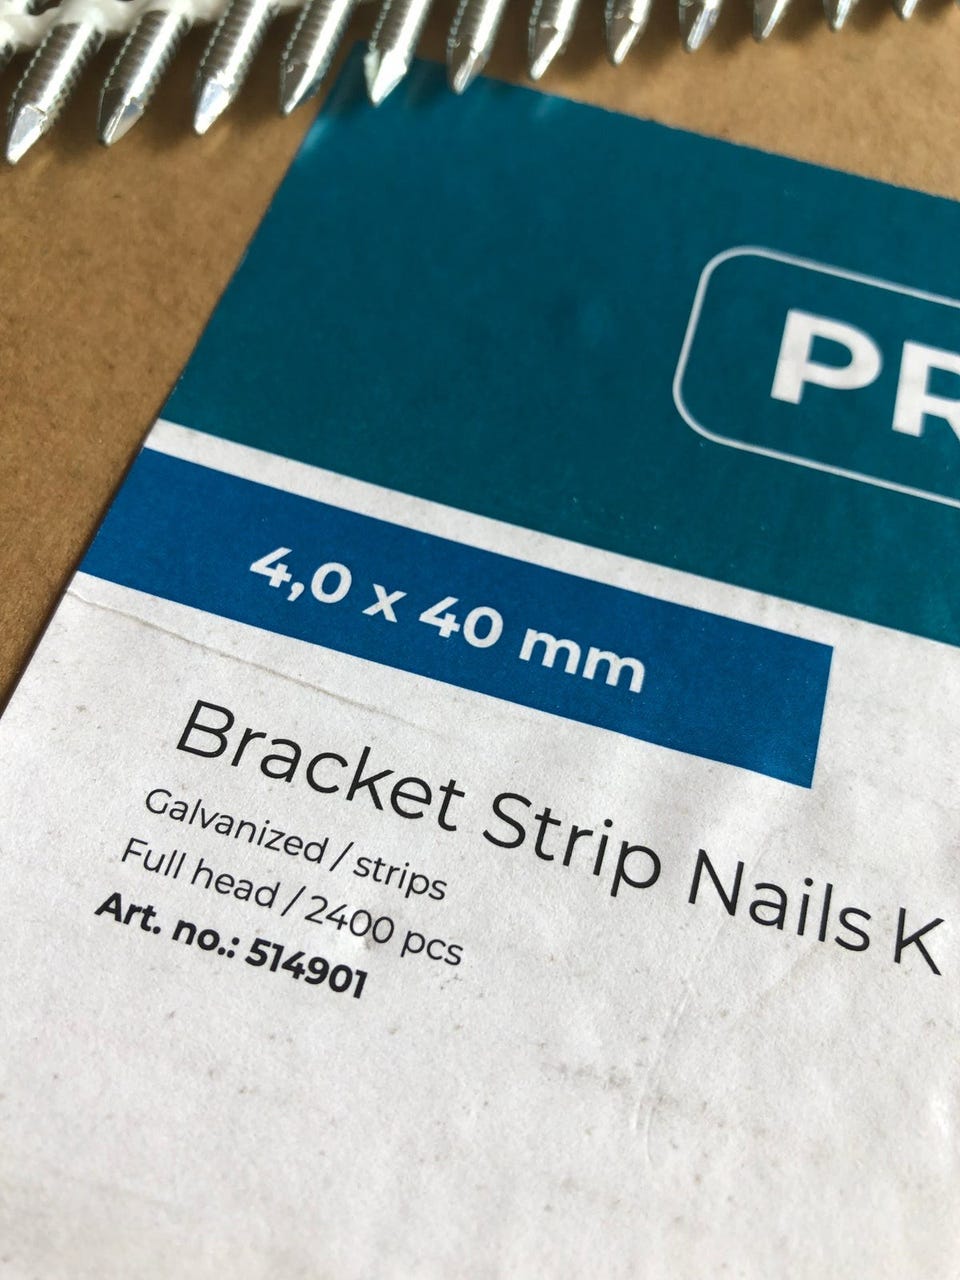 PR
4,0 x 40 mm
Bracket Strip Nails K
Galvanized / strips
Full head / 2400 pcs
Art. no.: 514901